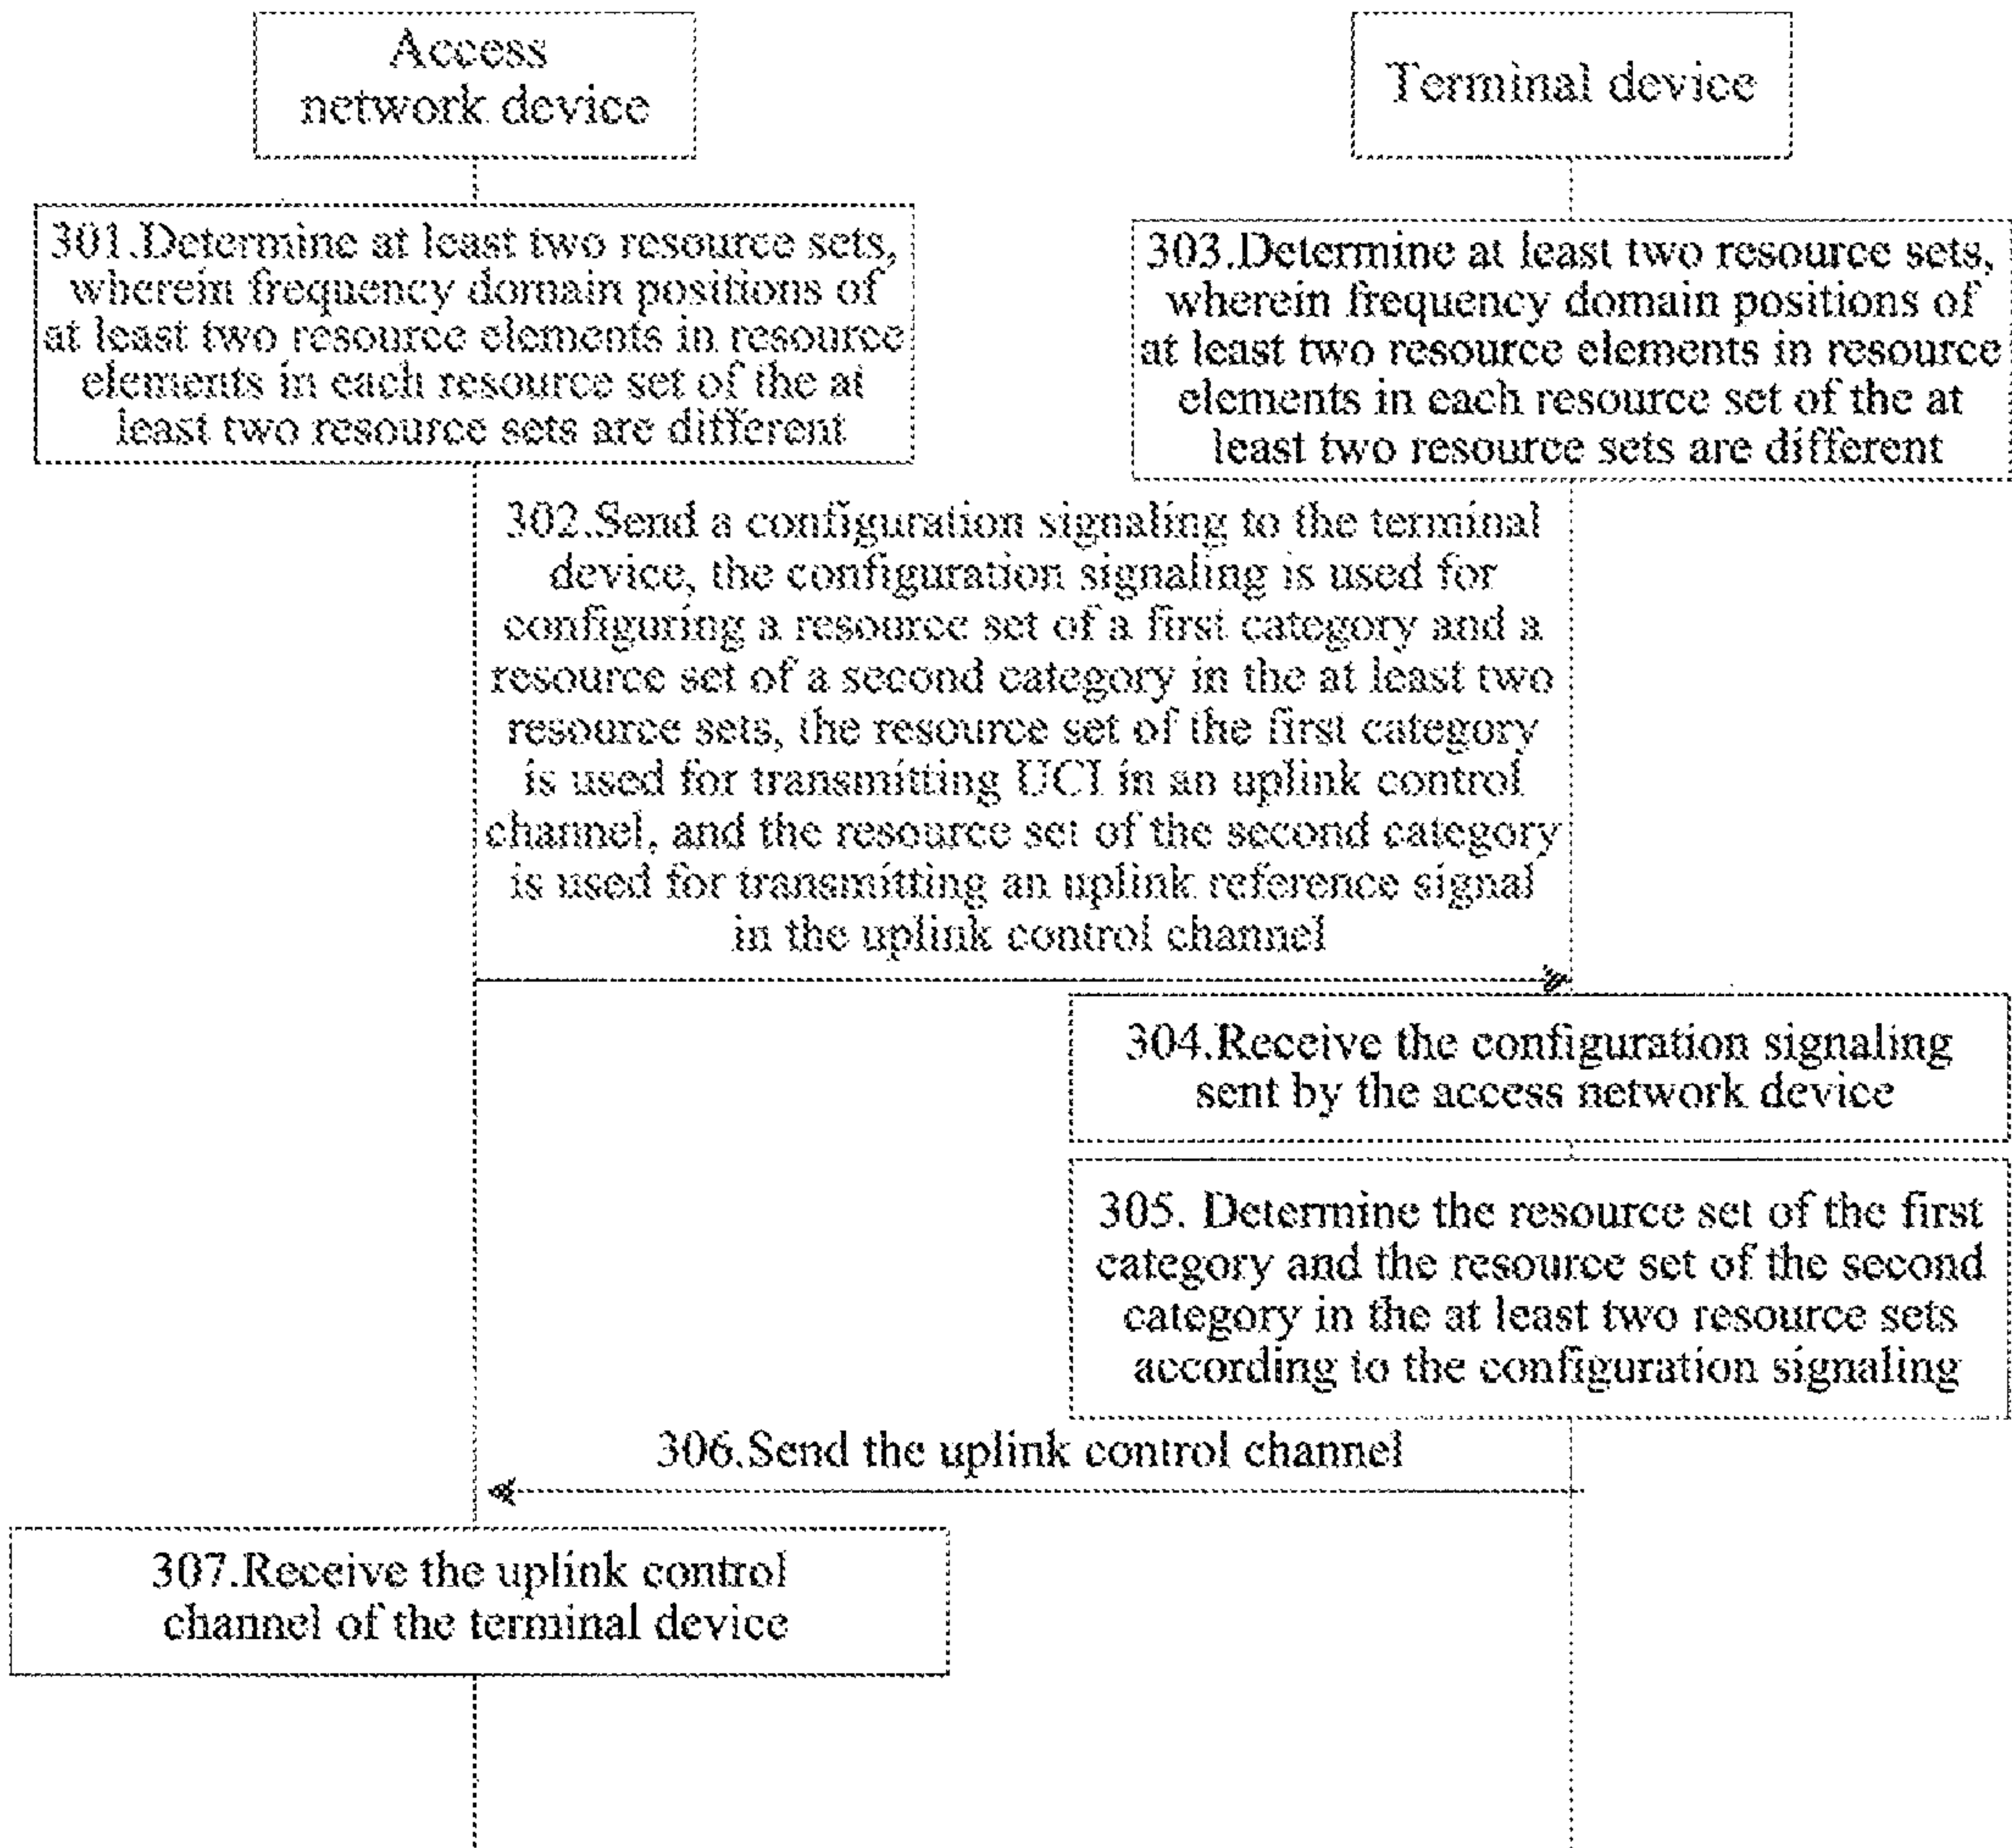 Access
network device
Terminal device
301.Determine at least two resource sets,
wherein frequency domain positions of
at least two resource elements in resource
elements in each resource set of the at
least two resource sets are different
303.Determine at least two resource sets,
wherein frequency domain positions of
at least two resource elements in resource
elements in each resource set of the at
least two resource sets are different
302.Send a configuration signaling to the terminal
device, the configuration signaling is used for
configuring a resource set of a first category and a
resource set of a second category in the at least two
resource sets, the resource set of the first category
is used for transmitting UCI in an uplink control
channel, and the resource set of the second category
is used for transmitting an uplink reference signal
in the uplink control channel
304.Receive the configuration signaling
sent by the access network device
305. Determine the resource set of the first
category and the resource set of the second
category in the at least two resource sets
according to the configuration signaling
306.Send the uplink control channel
307.Receive the uplink control
channel of the terminal device